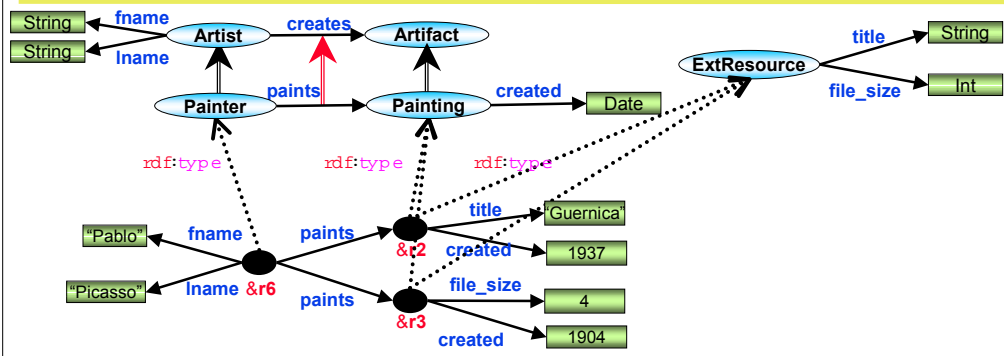 String fname Artist creates Artifact title String
String lname ExtResource
Painter paints Painting created Date file_size Int
rdf:type rdf:type rdf:type
"Pablo" fname paints title "Guernica"
&r2 created 1937
"Picasso" lname &r6 paints file_size 4
&r3 created 1904